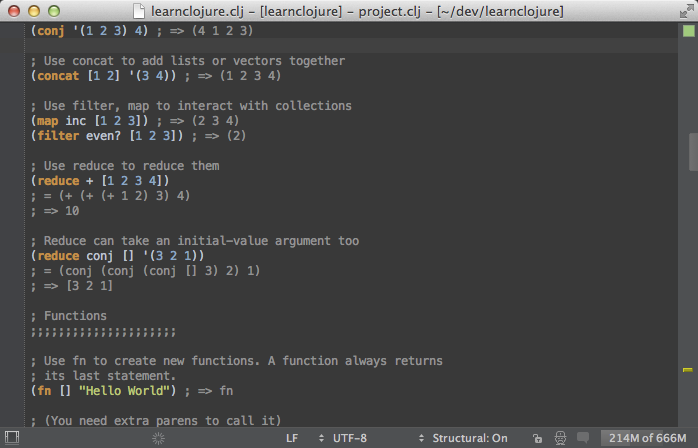 learnclojure.clj - [learnclojure] - project.clj - [~/dev/learnclojure]
(conj '(1 2 3) 4) ; => (4 1 2 3)
; Use concat to add lists or vectors together
(concat [1 2] '(3 4)) ; => (1 2 3 4)
; Use filter, map to interact with collections
(map inc [1 2 3]) ; => (2 3 4)
(filter even? [1 2 3]) ; => (2)
; Use reduce to reduce them
(reduce + [1 2 3 4])
; = (+ (+ (+ 1 2) 3) 4)
; => 10
; Reduce can take an initial-value argument too
(reduce conj [] '(3 2 1))
; = (conj (conj (conj [] 3) 2) 1)
; => [3 2 1]
; Functions
;;;;;;;;;;;;;;;;;;;;;
; Use fn to create new functions. A function always returns
; its last statement.
(fn [] "Hello World") ; => fn
; (You need extra parens to call it)
LF UTF-8 Structural: On 214M of 666M